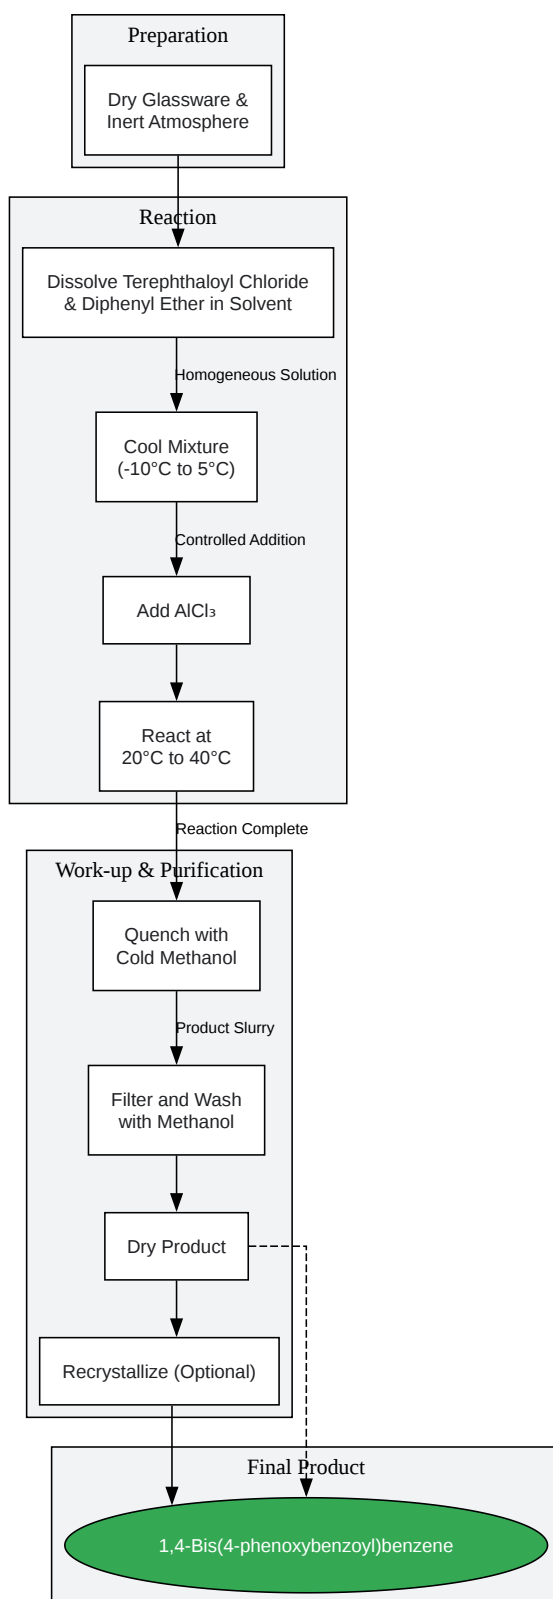 Preparation
Dry Glassware &
Inert Atmosphere
Reaction
Dissolve Terephthaloyl Chloride
& Diphenyl Ether in Solvent
Homogeneous Solution
Cool Mixture
(-10°C to 5°C)
Controlled Addition
Add AlCl₃
React at
20°C to 40°C
Reaction Complete
Work-up & Purification
Quench with
Cold Methanol
Product Slurry
Filter and Wash
with Methanol
Dry Product
Recrystallize (Optional)
Final Product
1,4-Bis(4-phenoxybenzoyl)benzene